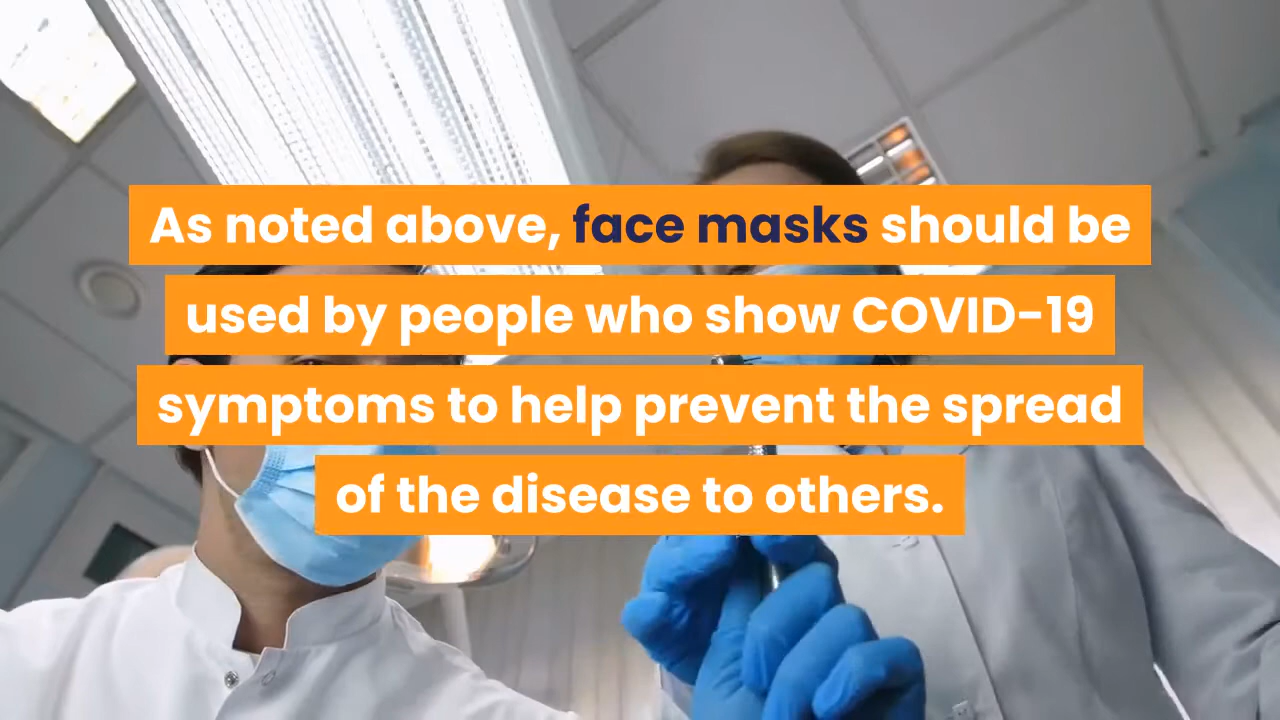 As noted above, face masks should be
used by people who show COVID-19
symptoms to help prevent the spread
of the disease to others.